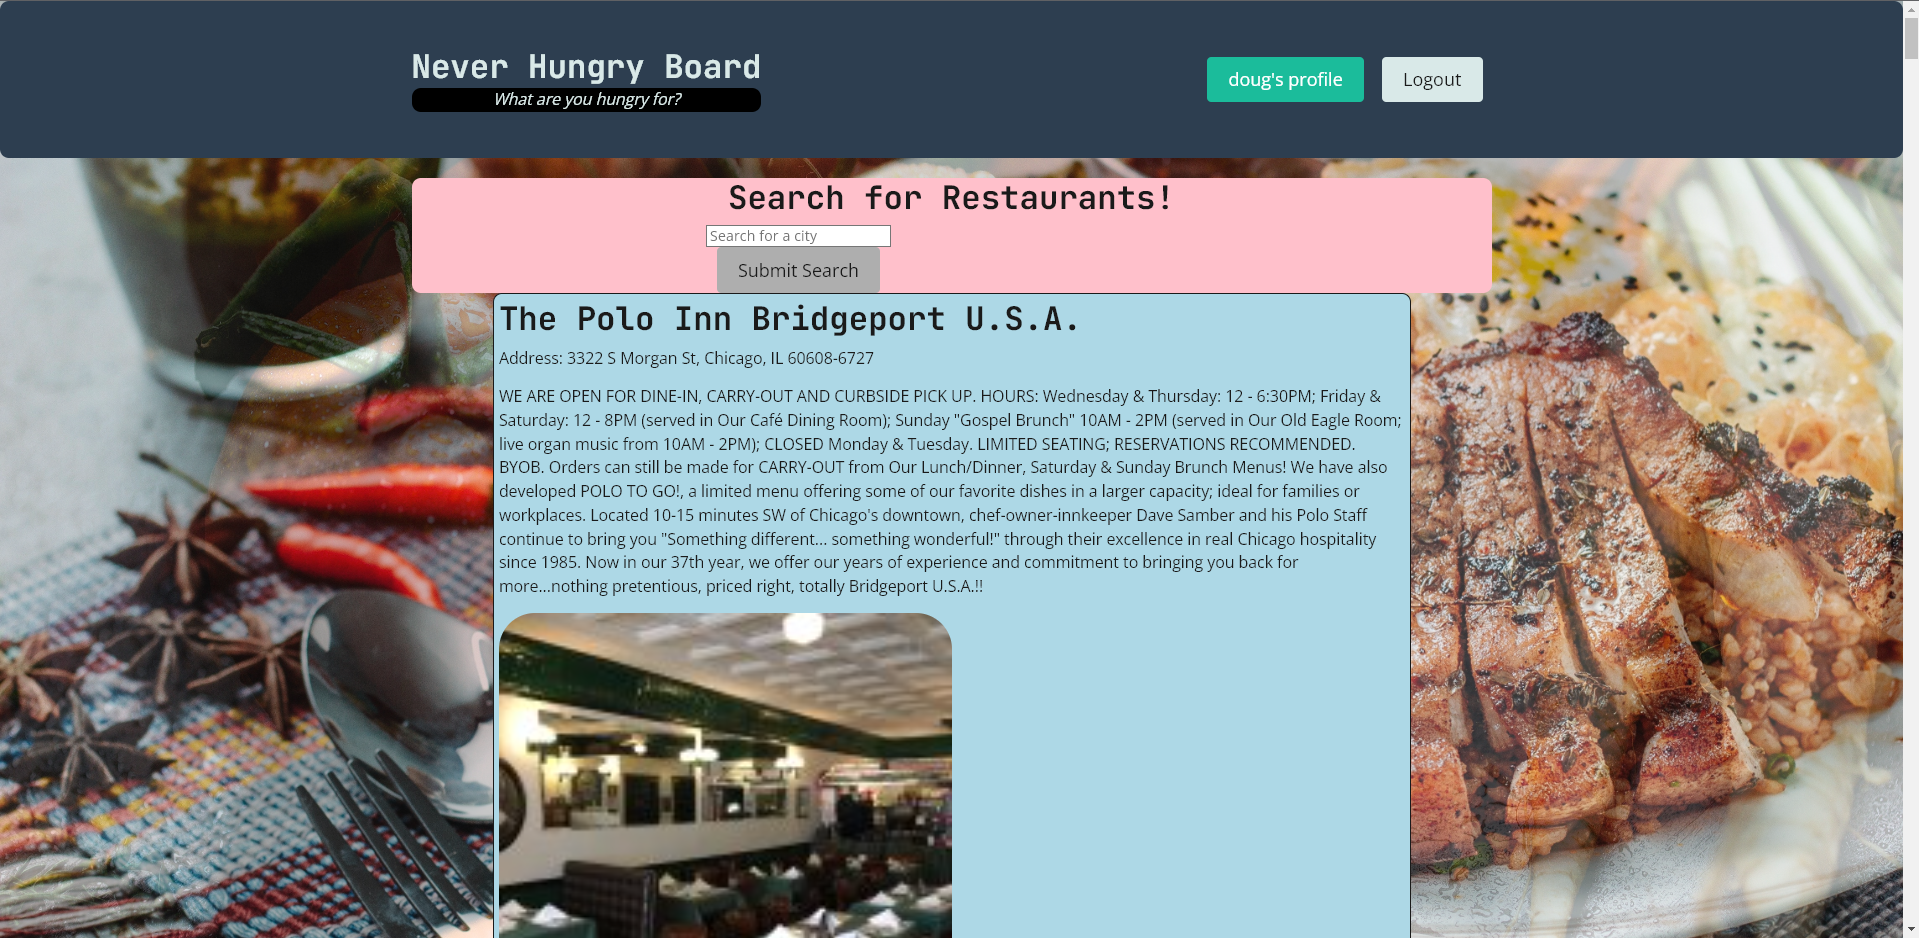 Never Hungry Board
What are you hungry for?
doug's profile
Logout
Search for Restaurants!
Search for a city
Submit Search
The Polo Inn Bridgeport U.S.A.
Address: 3322 S Morgan St, Chicago, IL 60608-6727
WE ARE OPEN FOR DINE-IN, CARRY-OUT AND CURBSIDE PICK UP. HOURS: Wednesday & Thursday: 12 - 6:30PM; Friday &
Saturday: 12 - 8PM (served in Our Café Dining Room); Sunday "Gospel Brunch" 10AM - 2PM (served in Our Old Eagle Room;
live organ music from 10AM - 2PM); CLOSED Monday & Tuesday. LIMITED SEATING; RESERVATIONS RECOMMENDED.
BYOB. Orders can still be made for CARRY-OUT from Our Lunch/Dinner, Saturday & Sunday Brunch Menus! We have also
developed POLO TO GO!, a limited menu offering some of our favorite dishes in a larger capacity; ideal for families or
workplaces. Located 10-15 minutes SW of Chicago's downtown, chef-owner-innkeeper Dave Samber and his Polo Staff
continue to bring you "Something different... something wonderful!" through their excellence in real Chicago hospitality
since 1985. Now in our 37th year, we offer our years of experience and commitment to bringing you back for
more...nothing pretentious, priced right, totally Bridgeport U.S.A.!!